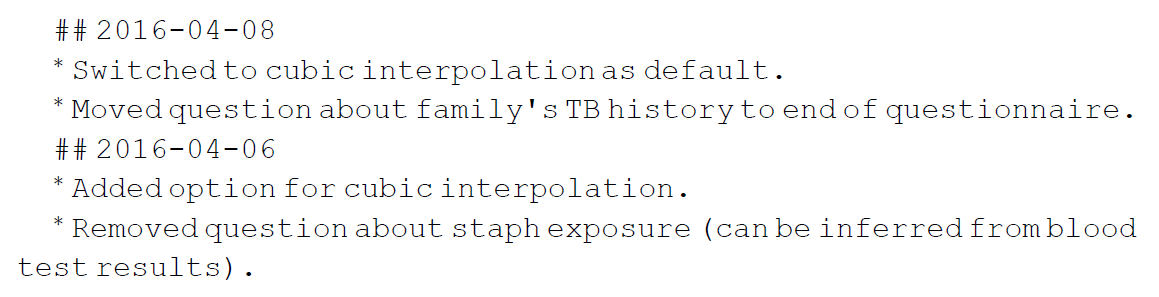 ## 2016-04-08
* Switched to cubic interpolation as default.
* Moved question about family's TB history to end of questionnaire.
## 2016-04-06
* Added option for cubic interpolation.
* Removed question about staph exposure (can be inferred from blood
test results).